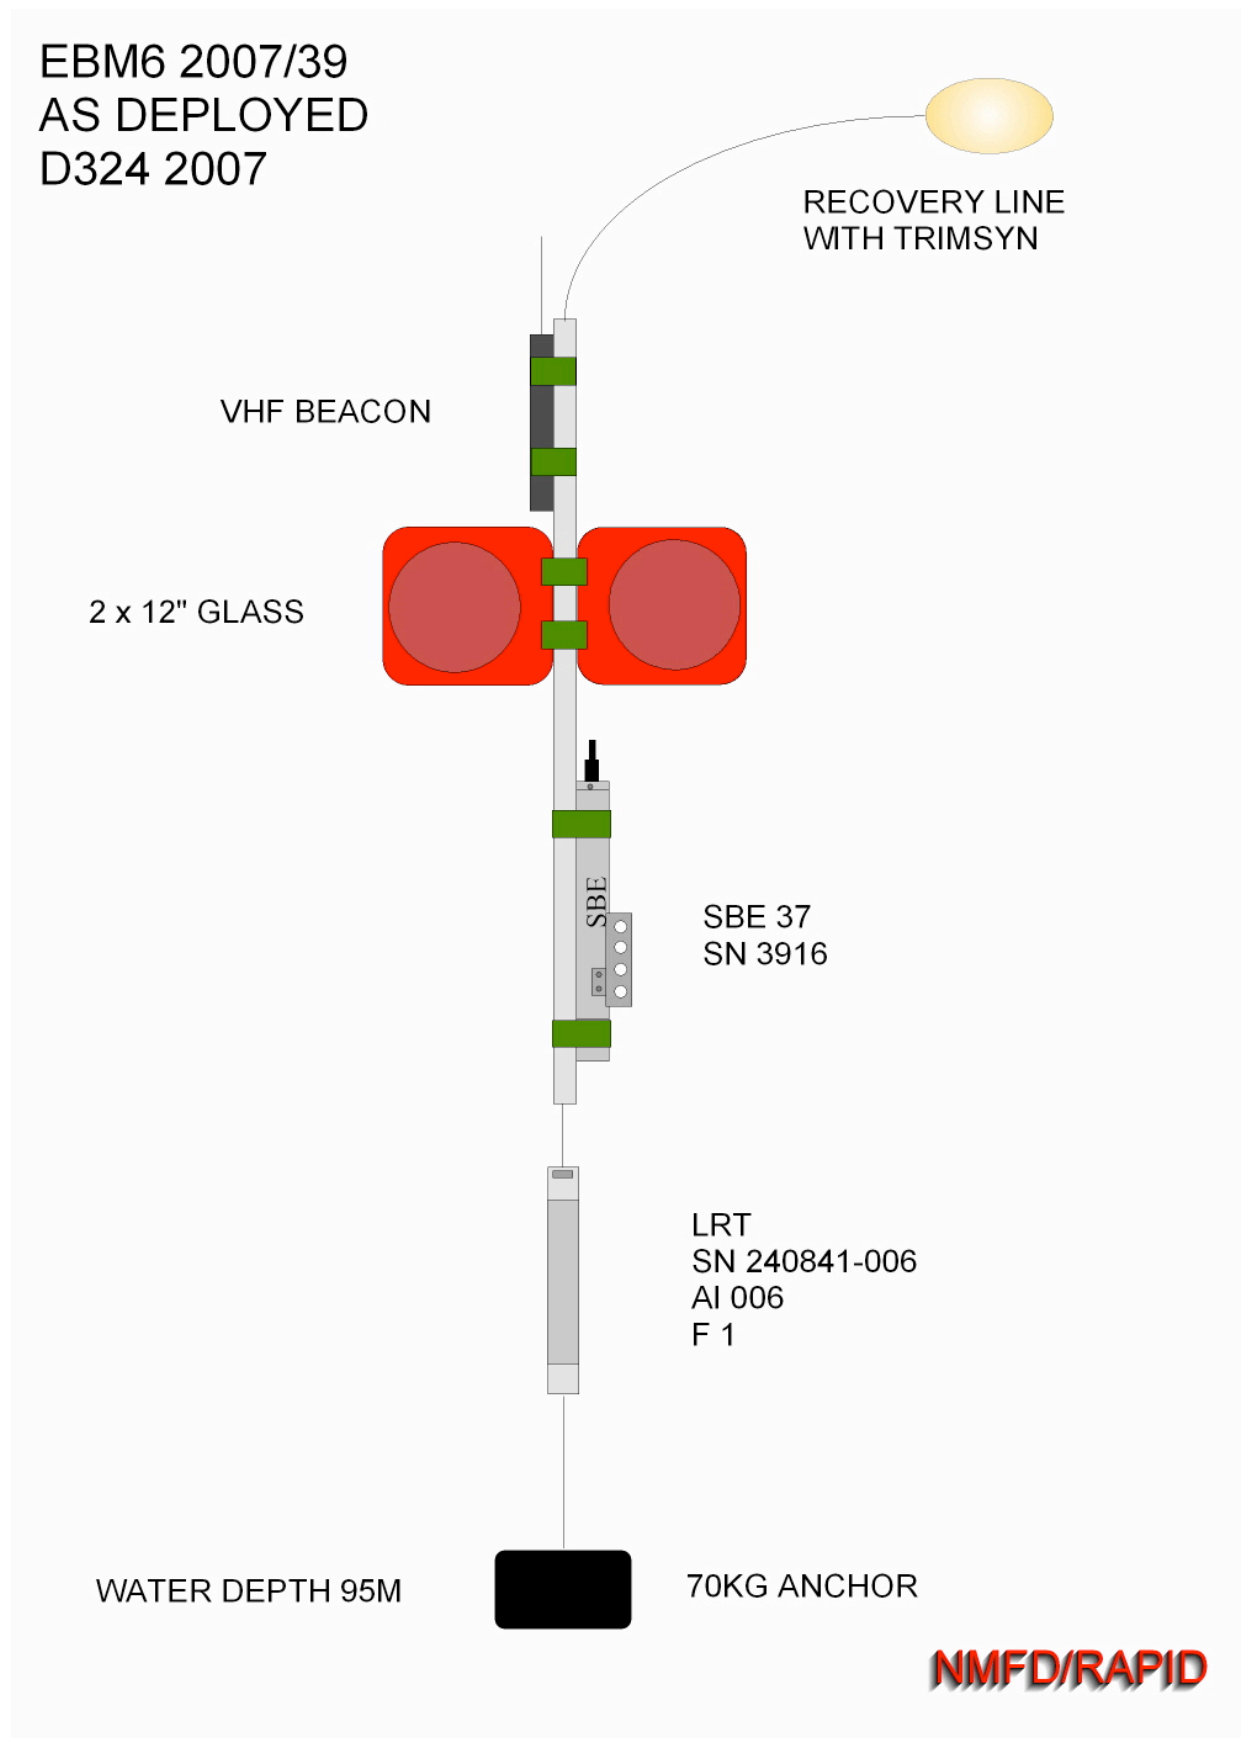 EBM6 2007/39
AS DEPLOYED
D324 2007
RECOVERY LINE
WITH TRIMSYN
VHF BEACON
2 x 12" GLASS
SBE
SBE 37
SN 3916
LRT
SN 240841-006
AI 006
F 1
WATER DEPTH 95M
70KG ANCHOR
NMFD/RAPID